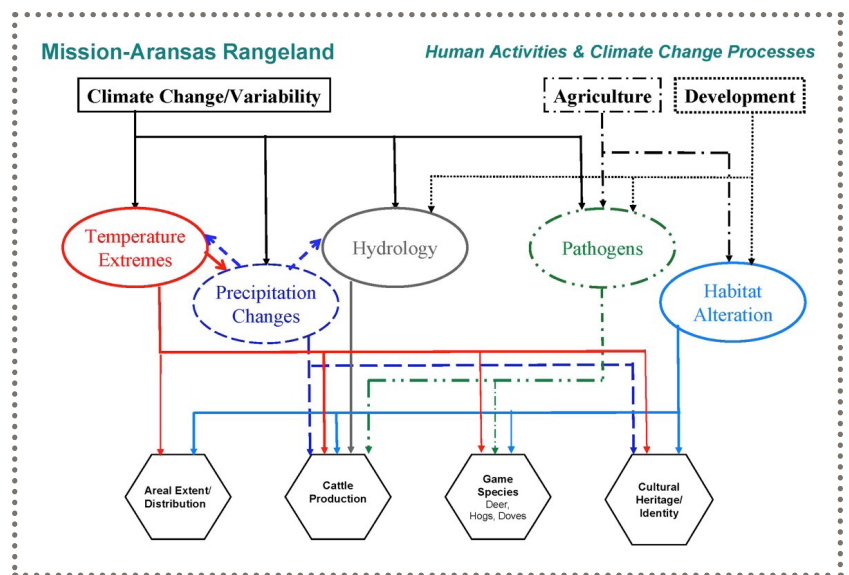 Mission-Aransas Rangeland
Human Activities & Climate Change Processes
Climate Change/Variability
Agriculture
Development
Temperature
Extremes
Hydrology
Pathogens
Precipitation
Changes
Habitat
Alteration
Areal Extent/
Distribution
Cattle
Production
Game
Species
Deer,
Hogs, Doves
Cultural
Heritage/
Identity